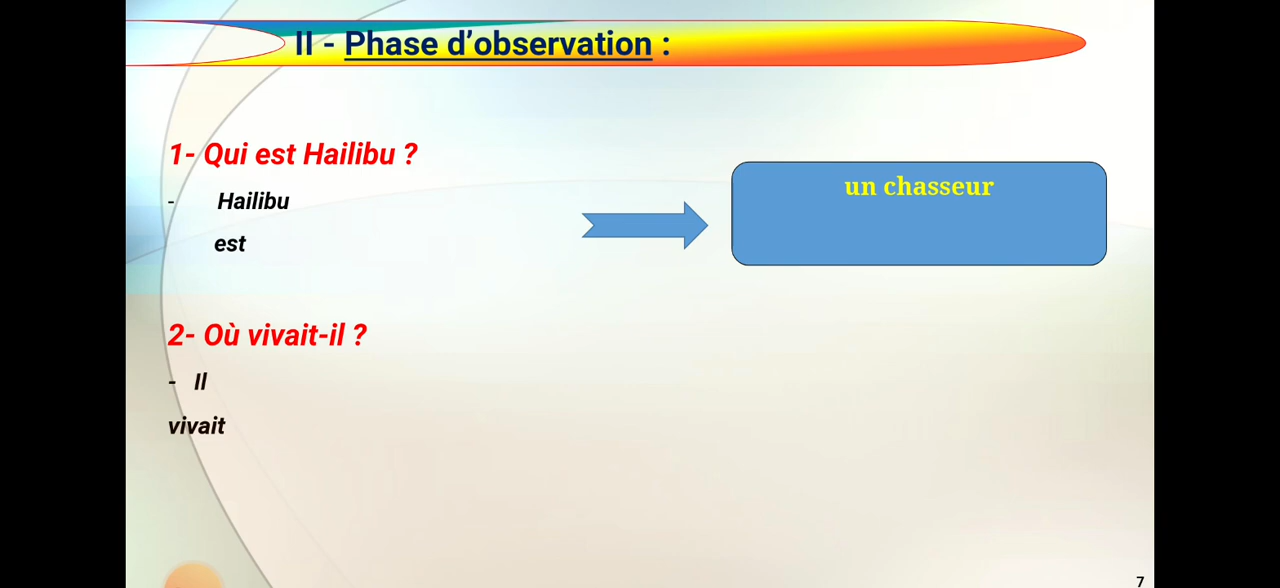 II - Phase d’observation :
1- Qui est Hailibu ?
- Hailibu
est
un chasseur
2- Où vivait-il ?
- Il
vivait
7